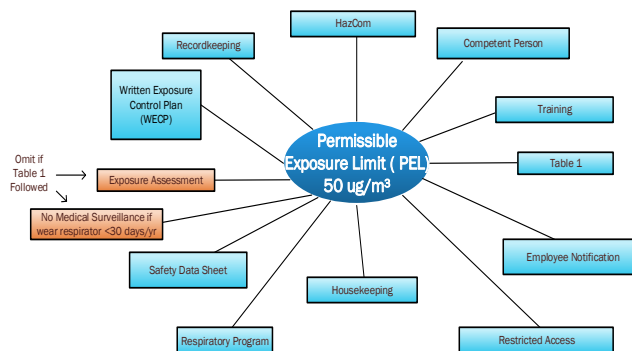 HazCom
Recordkeeping
Competent Person
Written Exposure
Control Plan
(WECP)
Training
Permissible
Exposure Limit ( PEL)
50 ug/m³
Table 1
Omit if
Table 1
Followed
Exposure Assessment
No Medical Surveillance if
wear respirator <30 days/yr
Safety Data Sheet
Employee Notification
Housekeeping
Respiratory Program
Restricted Access